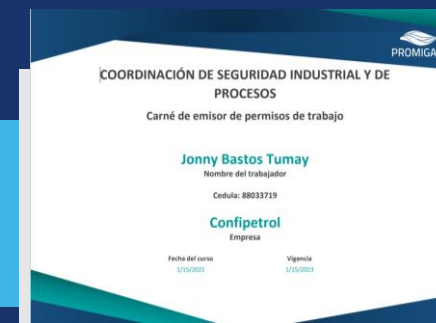 PROMIGAS
COORDINACIÓN DE SEGURIDAD INDUSTRIAL Y DE
PROCESOS
Carné de emisor de permisos de trabajo
Jonny Bastos Tumay
Nombre del trabajador
Cedula: 88033719
Confipetrol
Empresa
Fecha del curso Vigencia
1/15/2021 1/15/2023